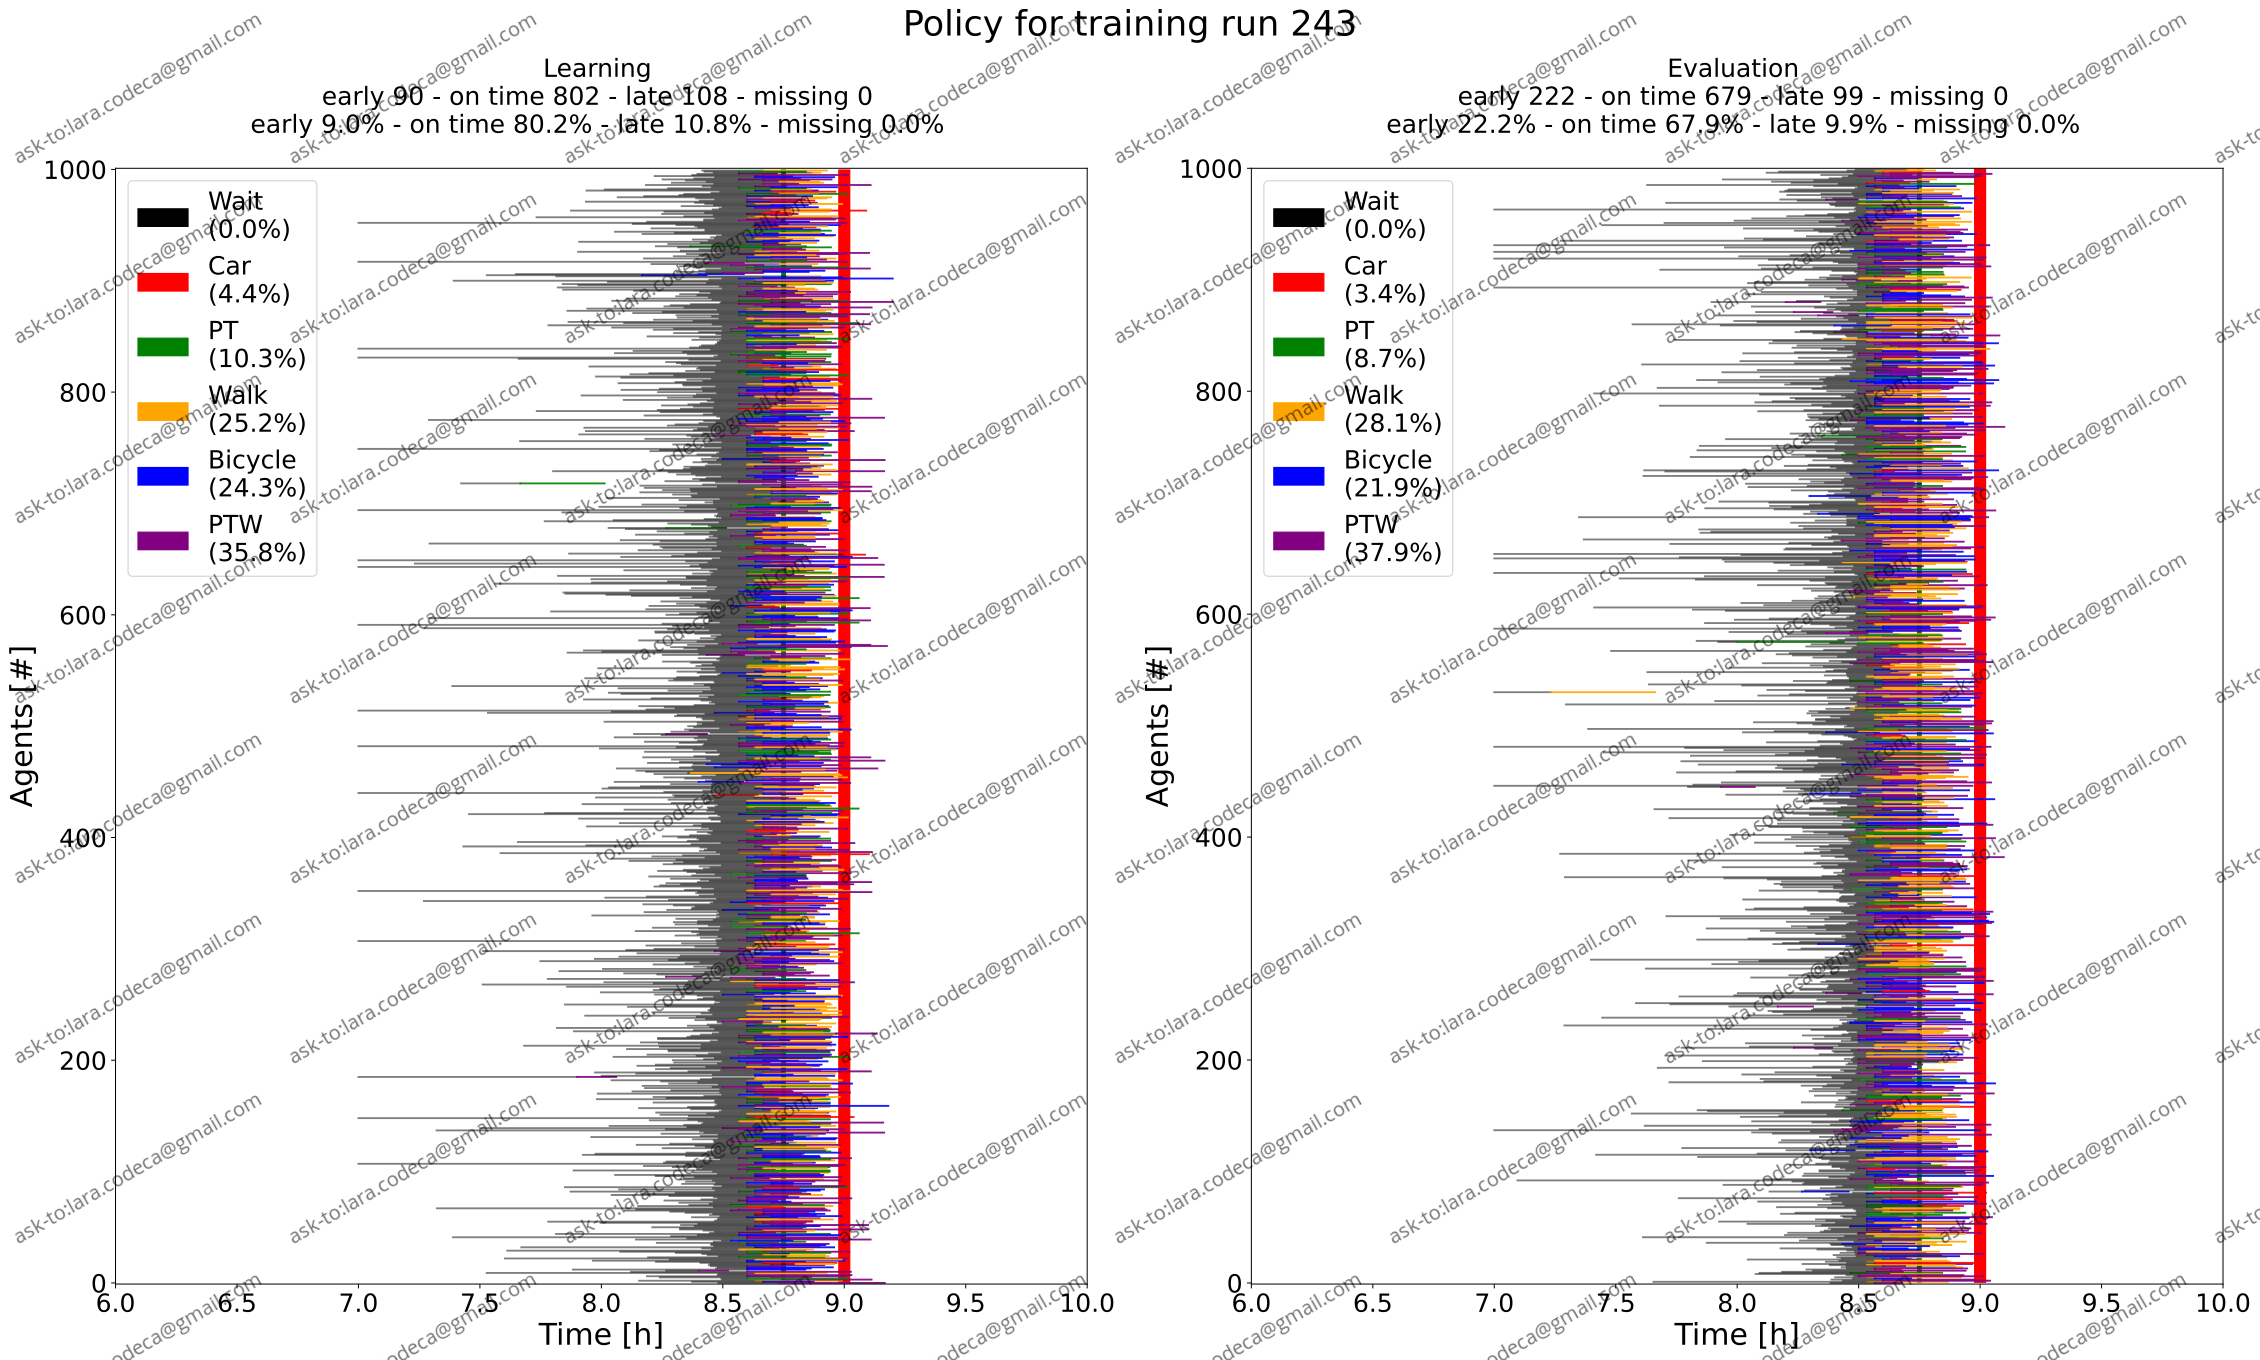 Policy for training run 243
Learning
early 90 - on time 802 - late 108 - missing 0
early 9.0% - on time 80.2% - late 10.8% - missing 0.0%
1000
800
600
400
200
0
Agents [#]
Wait
(0.0%)
Car
(4.4%)
PT
(10.3%)
Walk
(25.2%)
Bicycle
(24.3%)
PTW
(35.8%)
6.0 6.5 7.0 7.5 8.0 8.5 9.0 9.5 10.0
Time [h]
Evaluation
early 222 - on time 679 - late 99 - missing 0
early 22.2% - on time 67.9% - late 9.9% - missing 0.0%
1000
800
600
400
200
0
Agents [#]
Wait
(0.0%)
Car
(3.4%)
PT
(8.7%)
Walk
(28.1%)
Bicycle
(21.9%)
PTW
(37.9%)
6.0 6.5 7.0 7.5 8.0 8.5 9.0 9.5 10.0
Time [h]
ask-to:lara.codeca@gmail.com